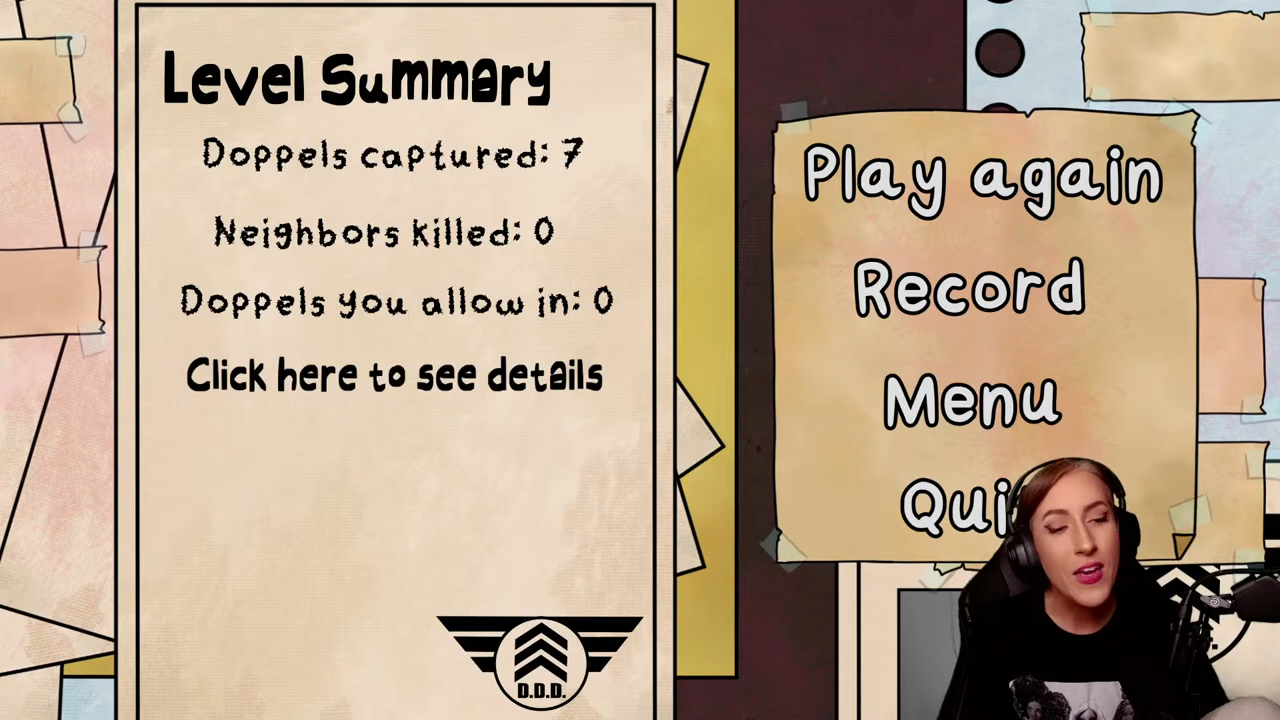 Level Summary
Doppels captured: 7
Neighbors killed: 0
Doppels you allow in: 0
Click here to see details
D.D.D.
Play again
Record
Menu